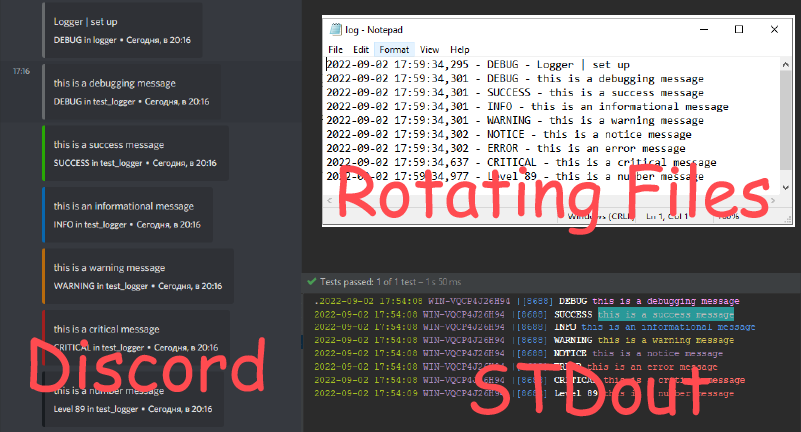 Logger | set up
DEBUG in logger • Сегодня, в 20:16
17:16
this is a debugging message
DEBUG in test_logger • Сегодня, в 20:16
this is a success message
SUCCESS in test_logger • Сегодня, в 20:16
this is an informational message
INFO in test_logger • Сегодня, в 20:16
this is a warning message
WARNING in test_logger • Сегодня, в 20:16
this is a critical message
CRITICAL in test_logger • Сегодня, в 20:16
this is a number message
Level 89 in test_logger • Сегодня, в 20:16
Discord
log - Notepad
File Edit Format View Help
2022-09-02 17:59:34,295 - DEBUG - Logger | set up
2022-09-02 17:59:34,301 - DEBUG - this is a debugging message
2022-09-02 17:59:34,301 - SUCCESS - this is a success message
2022-09-02 17:59:34,301 - INFO - this is an informational message
2022-09-02 17:59:34,301 - WARNING - this is a warning message
2022-09-02 17:59:34,302 - NOTICE - this is a notice message
2022-09-02 17:59:34,302 - ERROR - this is an error message
2022-09-02 17:59:34,637 - CRITICAL - this is a critical message
2022-09-02 17:59:34,977 - Level 89 - this is a number message
Windows (CRLF) Ln 1, Col 1 100%
Rotating Files
Tests passed: 1 of 1 test – 1 s 50 ms
.2022-09-02 17:54:08 WIN-VQCP4J26H94 |[8688] DEBUG this is a debugging message
2022-09-02 17:54:08 WIN-VQCP4J26H94 |[8688] SUCCESS this is a success message
2022-09-02 17:54:08 WIN-VQCP4J26H94 |[8688] INFO this is an informational message
2022-09-02 17:54:08 WIN-VQCP4J26H94 |[8688] WARNING this is a warning message
2022-09-02 17:54:08 WIN-VQCP4J26H94 |[8688] NOTICE this is a notice message
2022-09-02 17:54:08 WIN-VQCP4J26H94 |[8688] ERROR this is an error message
2022-09-02 17:54:08 WIN-VQCP4J26H94 |[8688] CRITICAL this is a critical message
2022-09-02 17:54:09 WIN-VQCP4J26H94 |[8688] Level 89 this is a number message
STDout